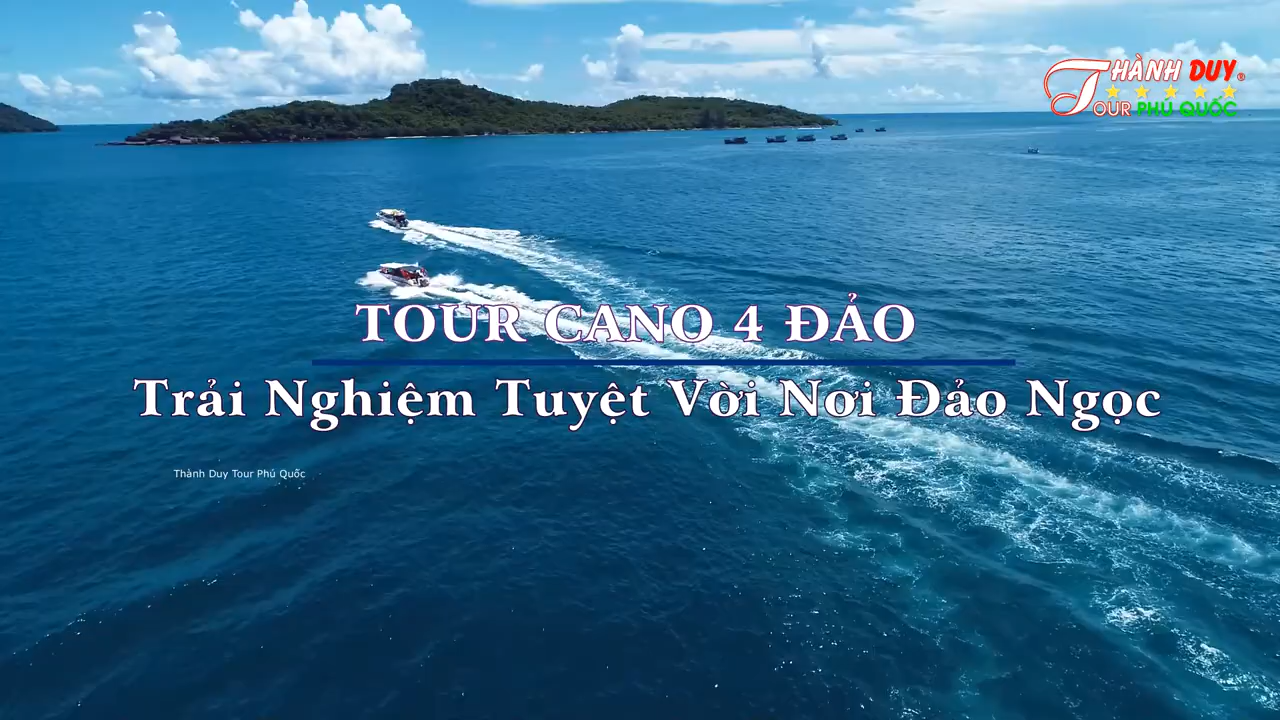 THÀNH DUY®
TOUR PHÚ QUỐC
TOUR CANO 4 ĐẢO
Trải Nghiệm Tuyệt Vời Nơi Đảo Ngọc
Thành Duy Tour Phú Quốc